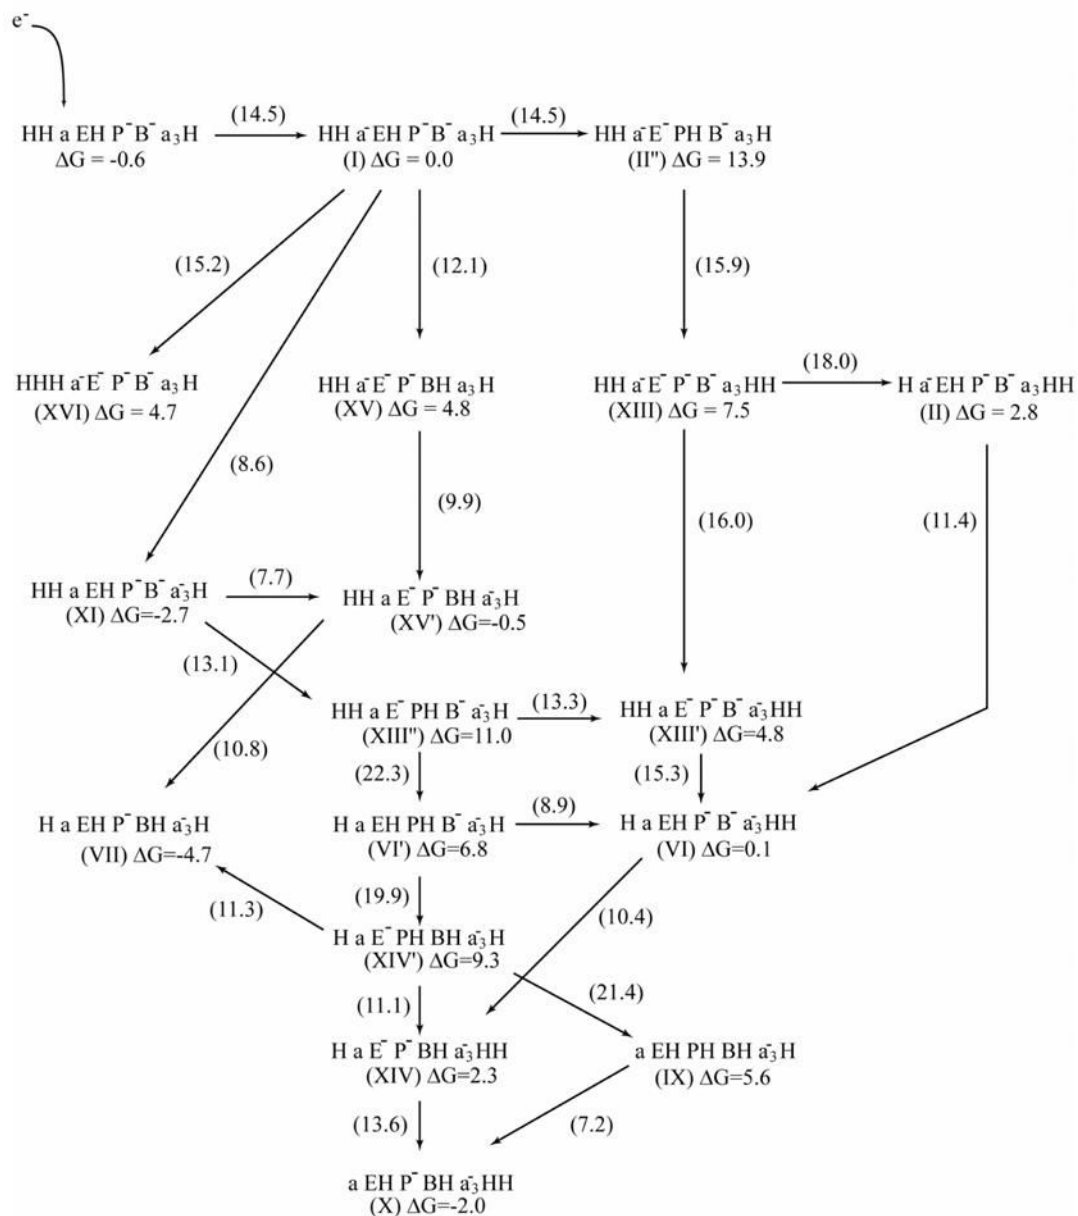 e⁻
(14.5) (14.5)
HH a EH P⁻B⁻ a₃H HH a⁻EH P⁻B⁻ a₃H HH a⁻E⁻ PH B⁻ a₃H
ΔG = -0.6 (I) ΔG = 0.0 (II") ΔG = 13.9
(15.2) (12.1) (15.9)
(18.0)
HHH a⁻E⁻ P⁻B⁻ a₃H HH a⁻E⁻ P⁻ BH a₃H HH a⁻E⁻ P⁻ B⁻ a₃HH H a⁻EH P⁻ B⁻ a₃HH
(XVI) ΔG = 4.7 (XV) ΔG = 4.8 (XIII) ΔG = 7.5 (II) ΔG = 2.8
(8.6)
(9.9)
(16.0) (11.4)
(7.7)
HH a EH P⁻B⁻ a₃⁻H HH a E⁻ P⁻ BH a₃⁻H
(XI) ΔG=-2.7 (XV') ΔG=-0.5
(13.1)
(13.3)
HH a E⁻ PH B⁻ a₃⁻H HH a E⁻ P⁻ B⁻ a₃⁻HH
(XIII") ΔG=11.0 (XIII') ΔG=4.8
(10.8)
(22.3) (15.3)
(8.9)
H a EH P⁻ BH a₃⁻H H a EH PH B⁻ a₃⁻H H a EH P⁻ B⁻ a₃⁻HH
(VII) ΔG=-4.7 (VI') ΔG=6.8 (VI) ΔG=0.1
(19.9)
(11.3) (10.4)
H a E⁻ PH BH a₃⁻H
(XIV') ΔG=9.3
(11.1) (21.4)
H a E⁻ P⁻ BH a₃⁻HH a EH PH BH a₃⁻H
(XIV) ΔG=2.3 (IX) ΔG=5.6
(13.6) (7.2)
a EH P⁻ BH a₃⁻HH
(X) ΔG=-2.0